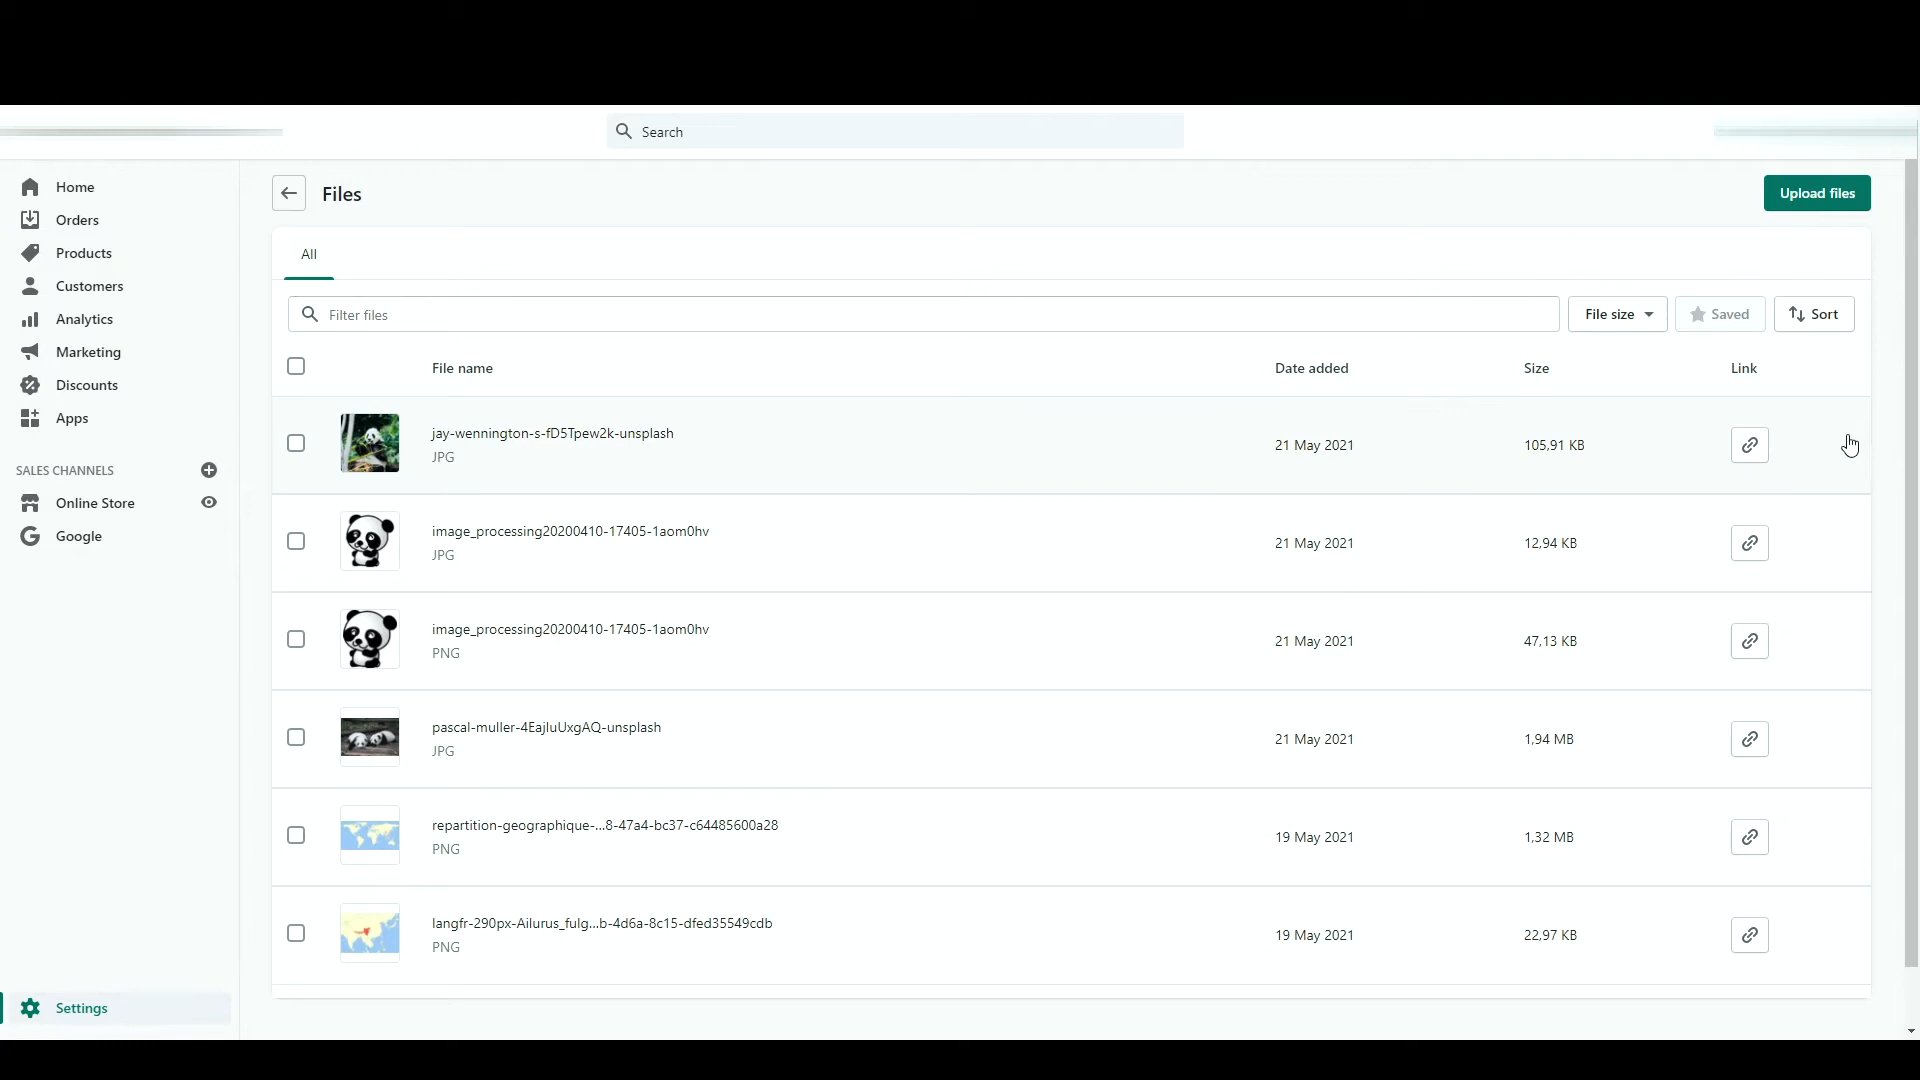 Search
Home
Orders
Products
Customers
Analytics
Marketing
Discounts
Apps
SALES CHANNELS
Online Store
Google
Settings
Files
Upload files
All
Filter files
File size
Saved
Sort
File name Date added Size Link
jay-wennington-s-fD5Tpew2k-unsplash
JPG
21 May 2021 105,91 KB
image_processing20200410-17405-1aom0hv
JPG
21 May 2021 12,94 KB
image_processing20200410-17405-1aom0hv
PNG
21 May 2021 47,13 KB
pascal-muller-4EajluUxgAQ-unsplash
JPG
21 May 2021 1,94 MB
repartition-geographique-...8-47a4-bc37-c64485600a28
PNG
19 May 2021 1,32 MB
langfr-290px-Ailurus_fulg...b-4d6a-8c15-dfed35549cdb
PNG
19 May 2021 22,97 KB